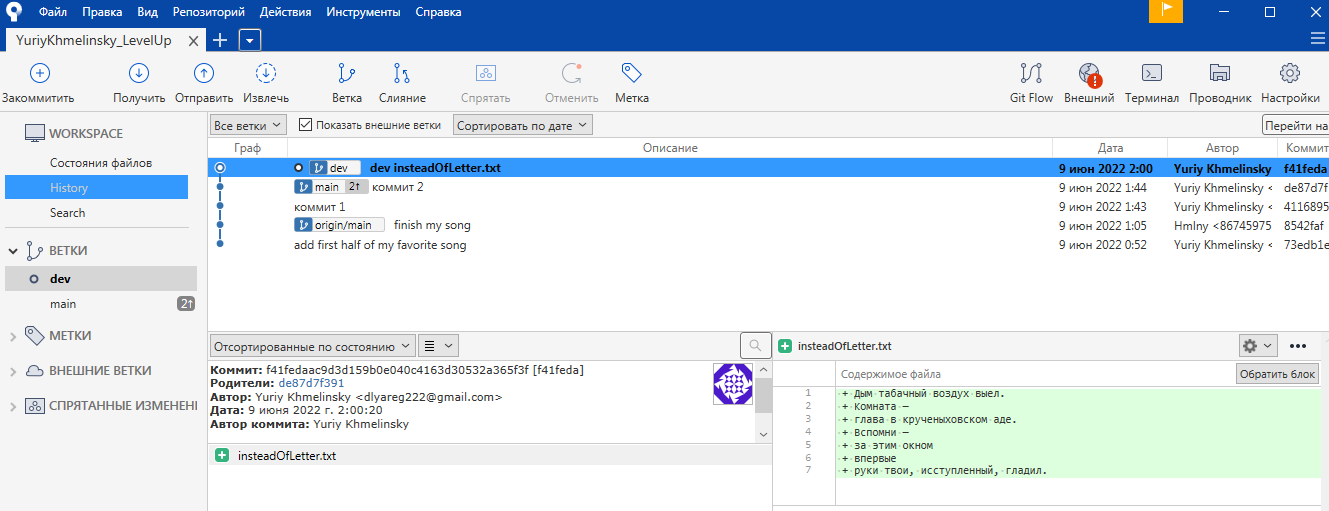 Файл Правка Вид Репозиторий Действия Инструменты Справка
YuriyKhmelinsky_LevelUp
Закоммитить Получить Отправить Извлечь Ветка Слияние Спрятать Отменить Метка Git Flow Внешний Терминал Проводник Настройки
WORKSPACE
Состояния файлов
History
Search
ВЕТКИ
dev
main 2↑
МЕТКИ
ВНЕШНИЕ ВЕТКИ
СПРЯТАННЫЕ ИЗМЕНЕНІ
Все ветки Показать внешние ветки Сортировать по дате Перейти на
Граф Описание Дата Автор Коммит
dev dev insteadOfLetter.txt 9 июн 2022 2:00 Yuriy Khmelinsky f41feda
main 2↑ коммит 2 9 июн 2022 1:44 Yuriy Khmelinsky < de87d7f
коммит 1 9 июн 2022 1:43 Yuriy Khmelinsky < 4116895
origin/main finish my song 9 июн 2022 1:05 Hmlny <86745975 8542faf
add first half of my favorite song 9 июн 2022 0:52 Yuriy Khmelinsky < 73edb1e
Отсортированные по состоянию
Коммит: f41fedaac9d3d159b0e040c4163d30532a365f3f [f41feda]
Родители: de87d7f391
Автор: Yuriy Khmelinsky <dlyareg222@gmail.com>
Дата: 9 июня 2022 г. 2:00:20
Автор коммита: Yuriy Khmelinsky
insteadOfLetter.txt
insteadOfLetter.txt
Содержимое файла Обратить блок
1 + Дым табачный воздух выел.
2 + Комната —
3 + глава в крученыховском аде.
4 + Вспомни —
5 + за этим окном
6 + впервые
7 + руки твои, исступленный, гладил.